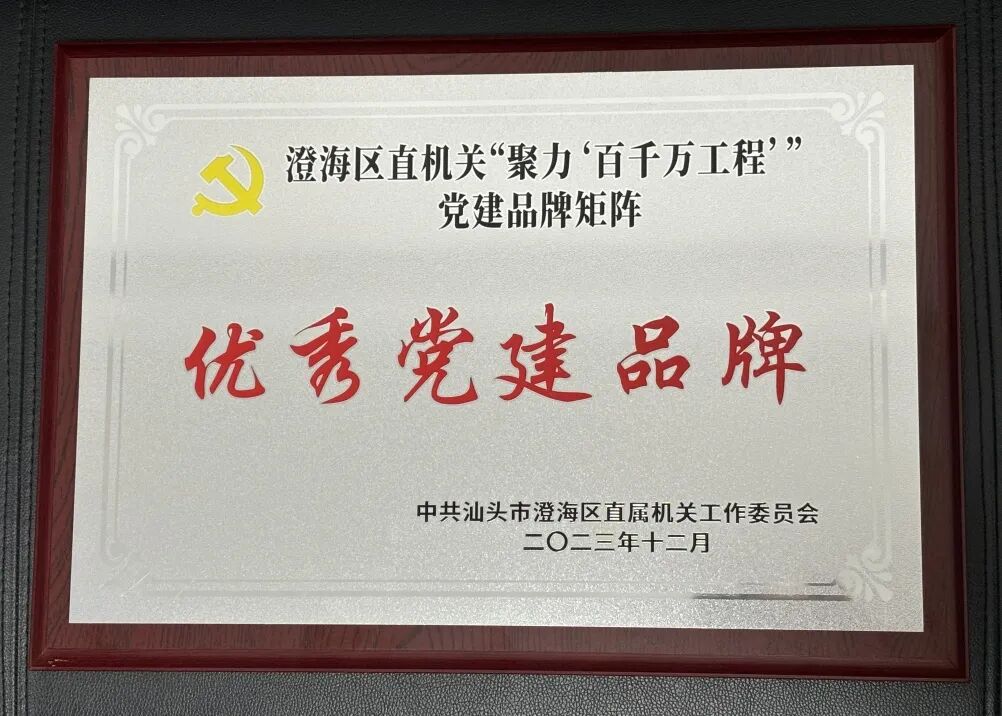 澄海区直机关“聚力‘百千万工程’”
党建品牌矩阵
优秀党建品牌
中共汕头市澄海区直属机关工作委员会
二〇二三年十二月